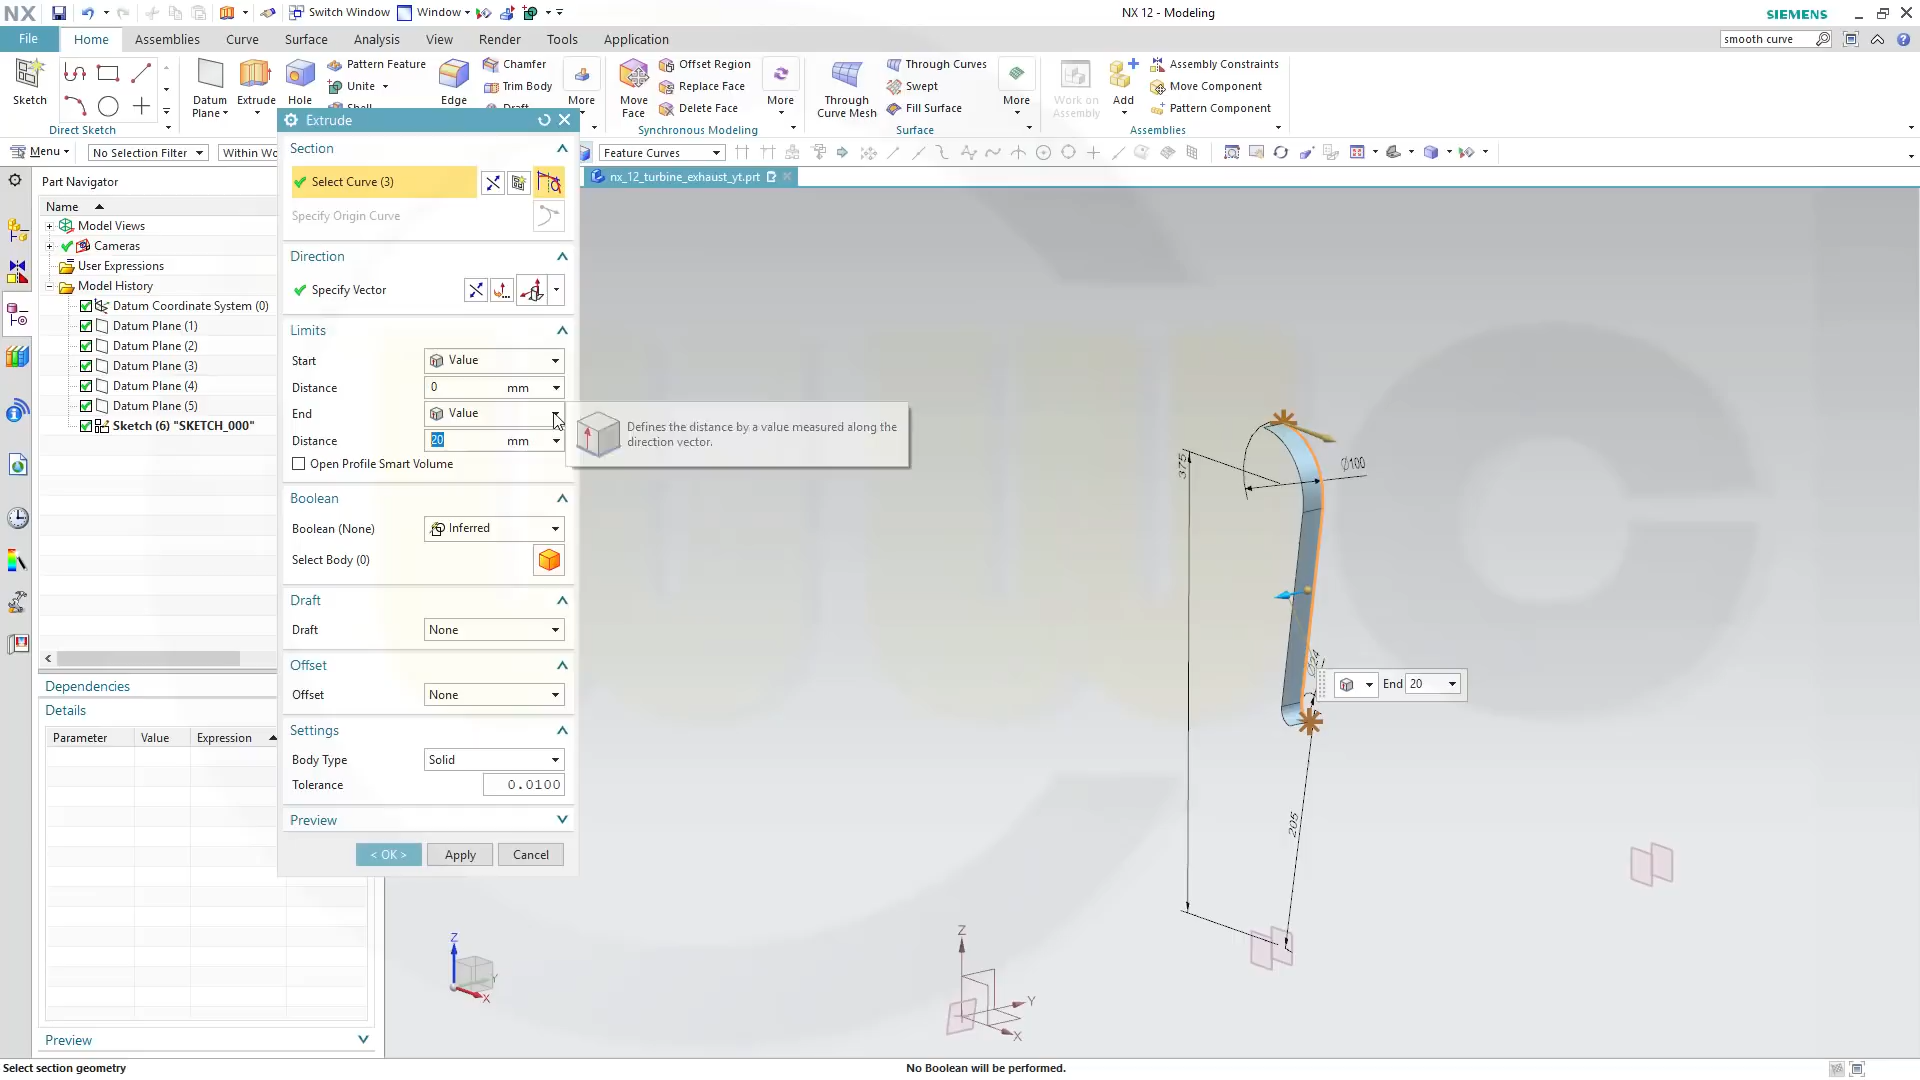 NX
Switch Window
Window
NX 12 - Modeling
SIEMENS
File
Home
Assemblies
Curve
Surface
Analysis
View
Render
Tools
Application
smooth curve
Sketch
Direct Sketch
Datum
Plane
Extrude
Hole
Pattern Feature
Unite
Shell
Edge
Chamfer
Trim Body
Draft
More
Move
Face
Offset Region
Replace Face
Delete Face
More
Synchronous Modeling
Through
Curve Mesh
Through Curves
Swept
Fill Surface
More
Surface
Work on
Assembly
Add
Assembly Constraints
Move Component
Pattern Component
Assemblies
Menu
No Selection Filter
Within Wo
Feature Curves
nx_12_turbine_exhaust_yt.prt
Part Navigator
Name
Model Views
Cameras
User Expressions
Model History
Datum Coordinate System (0)
Datum Plane (1)
Datum Plane (2)
Datum Plane (3)
Datum Plane (4)
Datum Plane (5)
Sketch (6) "SKETCH_000"
Dependencies
Details
Parameter
Value
Expression
Preview
Extrude
Section
Select Curve (3)
Specify Origin Curve
Direction
Specify Vector
Limits
Start
Value
Distance
0 mm
End
Value
Distance
20 mm
Open Profile Smart Volume
Boolean
Boolean (None)
Inferred
Select Body (0)
Draft
Draft
None
Offset
Offset
None
Settings
Body Type
Solid
Tolerance
0.0100
Preview
< OK >
Apply
Cancel
Defines the distance by a value measured along the
direction vector.
375
Ø100
Ø24
End 20
205
Z
Y
X
Z
Y
X
Select section geometry
No Boolean will be performed.